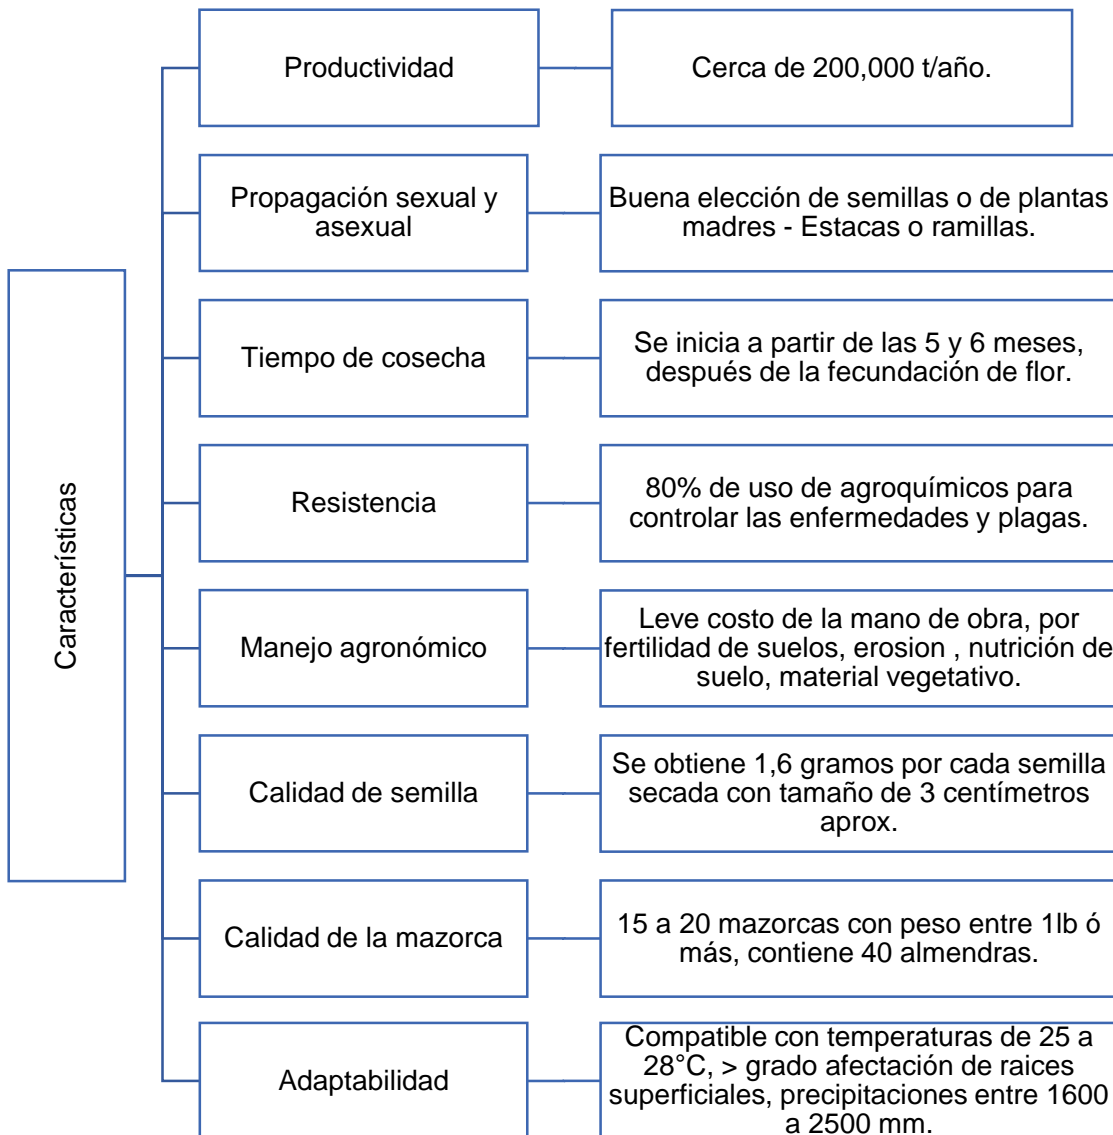 Características
Productividad
Cerca de 200,000 t/año.
Propagación sexual y
asexual
Buena elección de semillas o de plantas
madres - Estacas o ramillas.
Tiempo de cosecha
Se inicia a partir de las 5 y 6 meses,
después de la fecundación de flor.
Resistencia
80% de uso de agroquímicos para
controlar las enfermedades y plagas.
Manejo agronómico
Leve costo de la mano de obra, por
fertilidad de suelos, erosion , nutrición de
suelo, material vegetativo.
Calidad de semilla
Se obtiene 1,6 gramos por cada semilla
secada con tamaño de 3 centímetros
aprox.
Calidad de la mazorca
15 a 20 mazorcas con peso entre 1lb ó
más, contiene 40 almendras.
Adaptabilidad
Compatible con temperaturas de 25 a
28°C, > grado afectación de raices
superficiales, precipitaciones entre 1600
a 2500 mm.